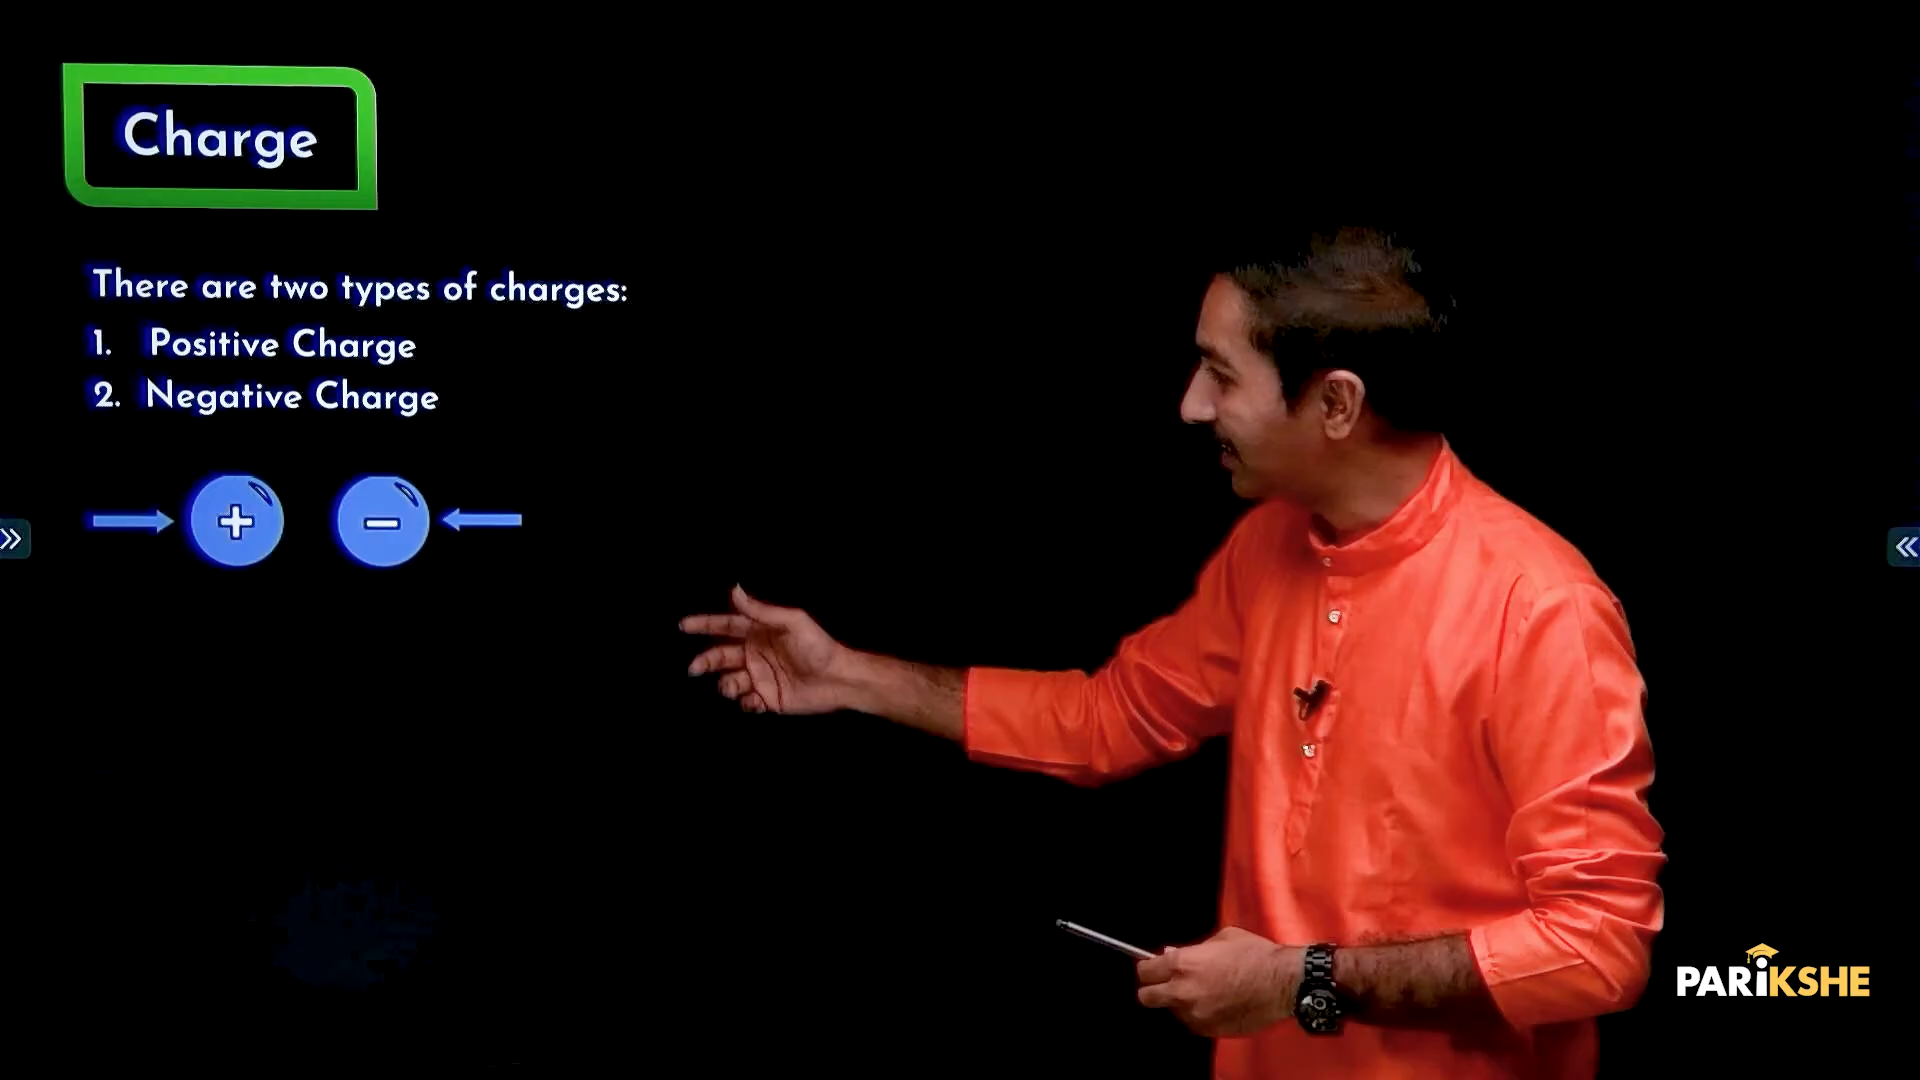 Charge
There are two types of charges:
1. Positive Charge
2. Negative Charge
+ −
PARiKSHE